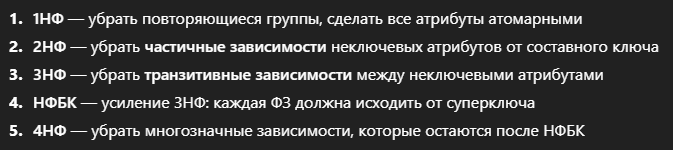 1. 1НФ — убрать повторяющиеся группы, сделать все атрибуты атомарными
2. 2НФ — убрать частичные зависимости неключевых атрибутов от составного ключа
3. 3НФ — убрать транзитивные зависимости между неключевыми атрибутами
4. НФБК — усиление 3НФ: каждая ФЗ должна исходить от суперключа
5. 4НФ — убрать многозначные зависимости, которые остаются после НФБК